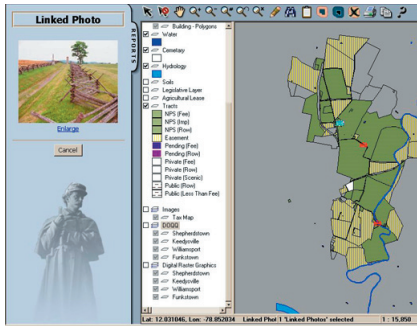 Linked Photo
Enlarge
Cancel
REPORTS
Building - Polygons
Water
Cemetary
Hydrology
Soils
Legislative Layer
Agricultural Lease
Tracts
NPS (Fee)
NPS (Imp)
NPS (Row)
Easement
Pending (Fee)
Pending (Row)
Private (Fee)
Private (Row)
Private (Scenic)
Public (Row)
Public (Less Than Fee)
Images
Tax Map
DOQQ
Shepherdstown
Keedysville
Williamsport
Funkstown
Digital Raster Graphics
Shepherdstown
Keedysville
Williamsport
Funkstown
Lat: 12.031046, Lon: -78.852034
Linked Phot :1 'Linked Photos' selected
1 : 15,850